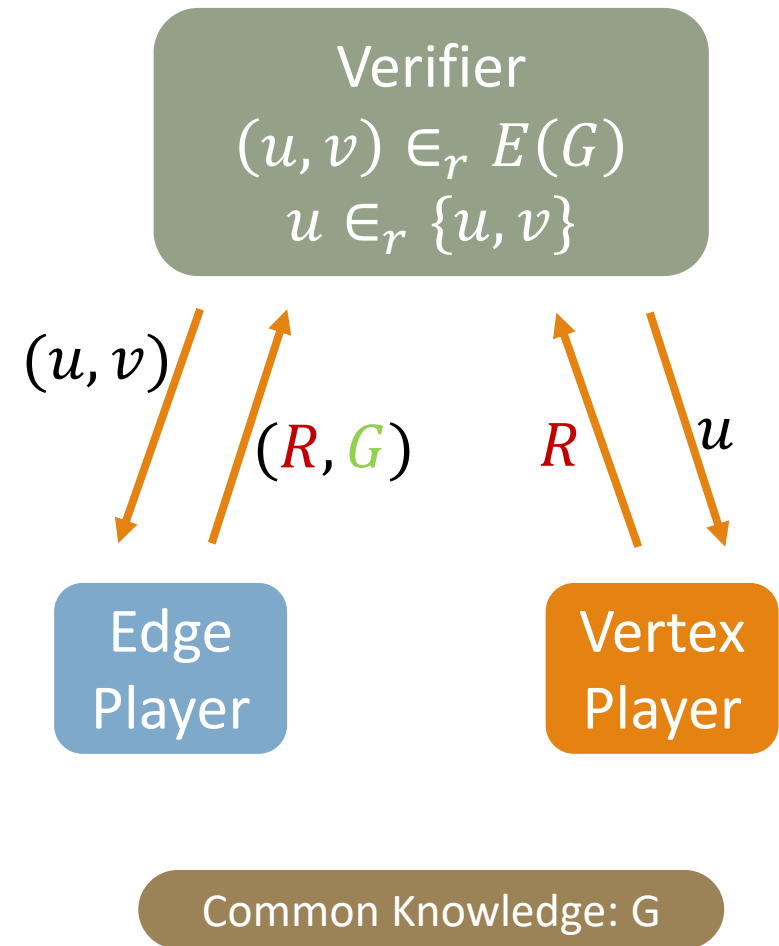 Verifier
(u, v) ∈ᵣ E(G)
u ∈ᵣ {u, v}
(u, v)
(R, G)
R
u
Edge
Player
Vertex
Player
Common Knowledge: G